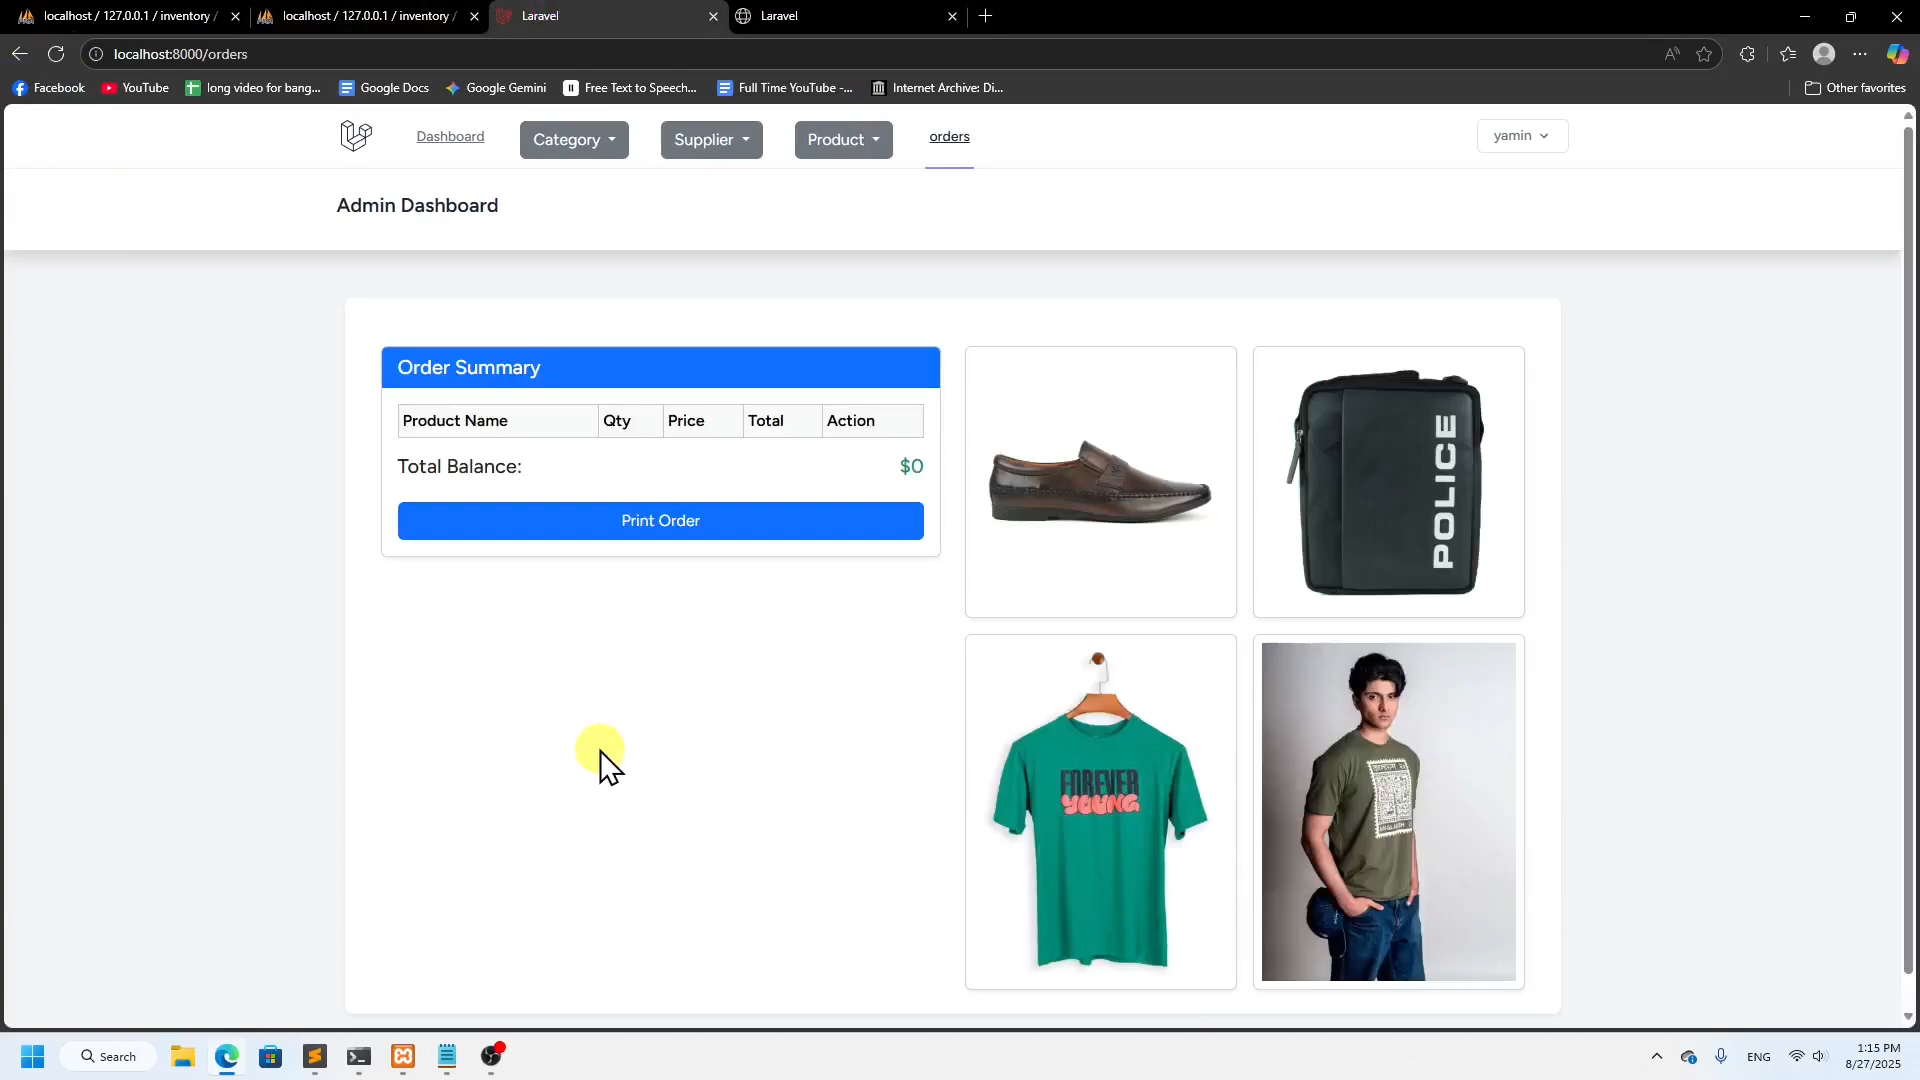 localhost / 127.0.0.1 / inventory /
localhost / 127.0.0.1 / inventory /
Laravel
Laravel
localhost:8000/orders
Facebook
YouTube
long video for bang...
Google Docs
Google Gemini
Free Text to Speech...
Full Time YouTube -...
Internet Archive: Di...
Other favorites
Dashboard
Category
Supplier
Product
orders
yamin
Admin Dashboard
Order Summary
Product Name
Qty
Price
Total
Action
Total Balance:
$0
Print Order
POLICE
FOREVER
YOUNG
Search
ENG
1:15 PM
8/27/2025